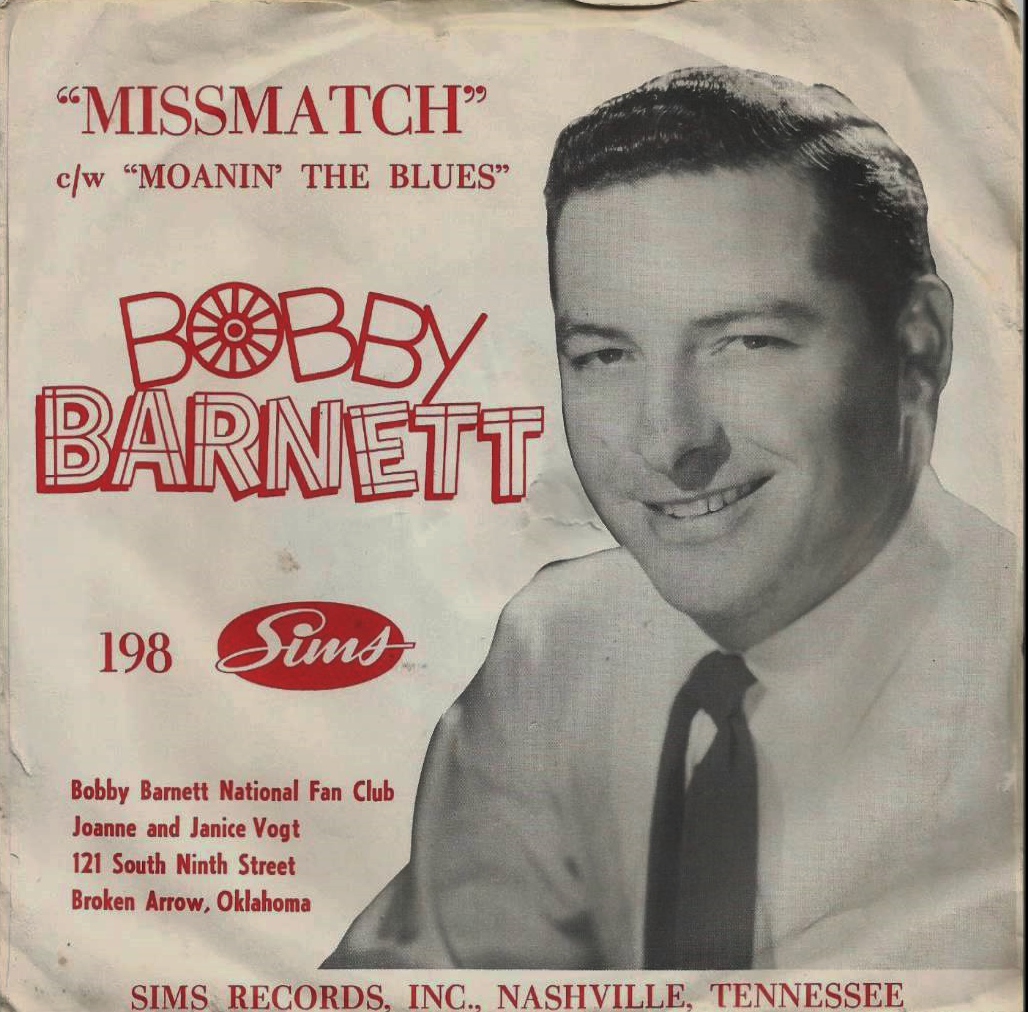 “MISSMATCH”
c/w “MOANIN’ THE BLUES”
BOBBY
BARNETT
198 Sims
Bobby Barnett National Fan Club
Joanne and Janice Vogt
121 South Ninth Street
Broken Arrow, Oklahoma
SIMS RECORDS, INC., NASHVILLE, TENNESSEE